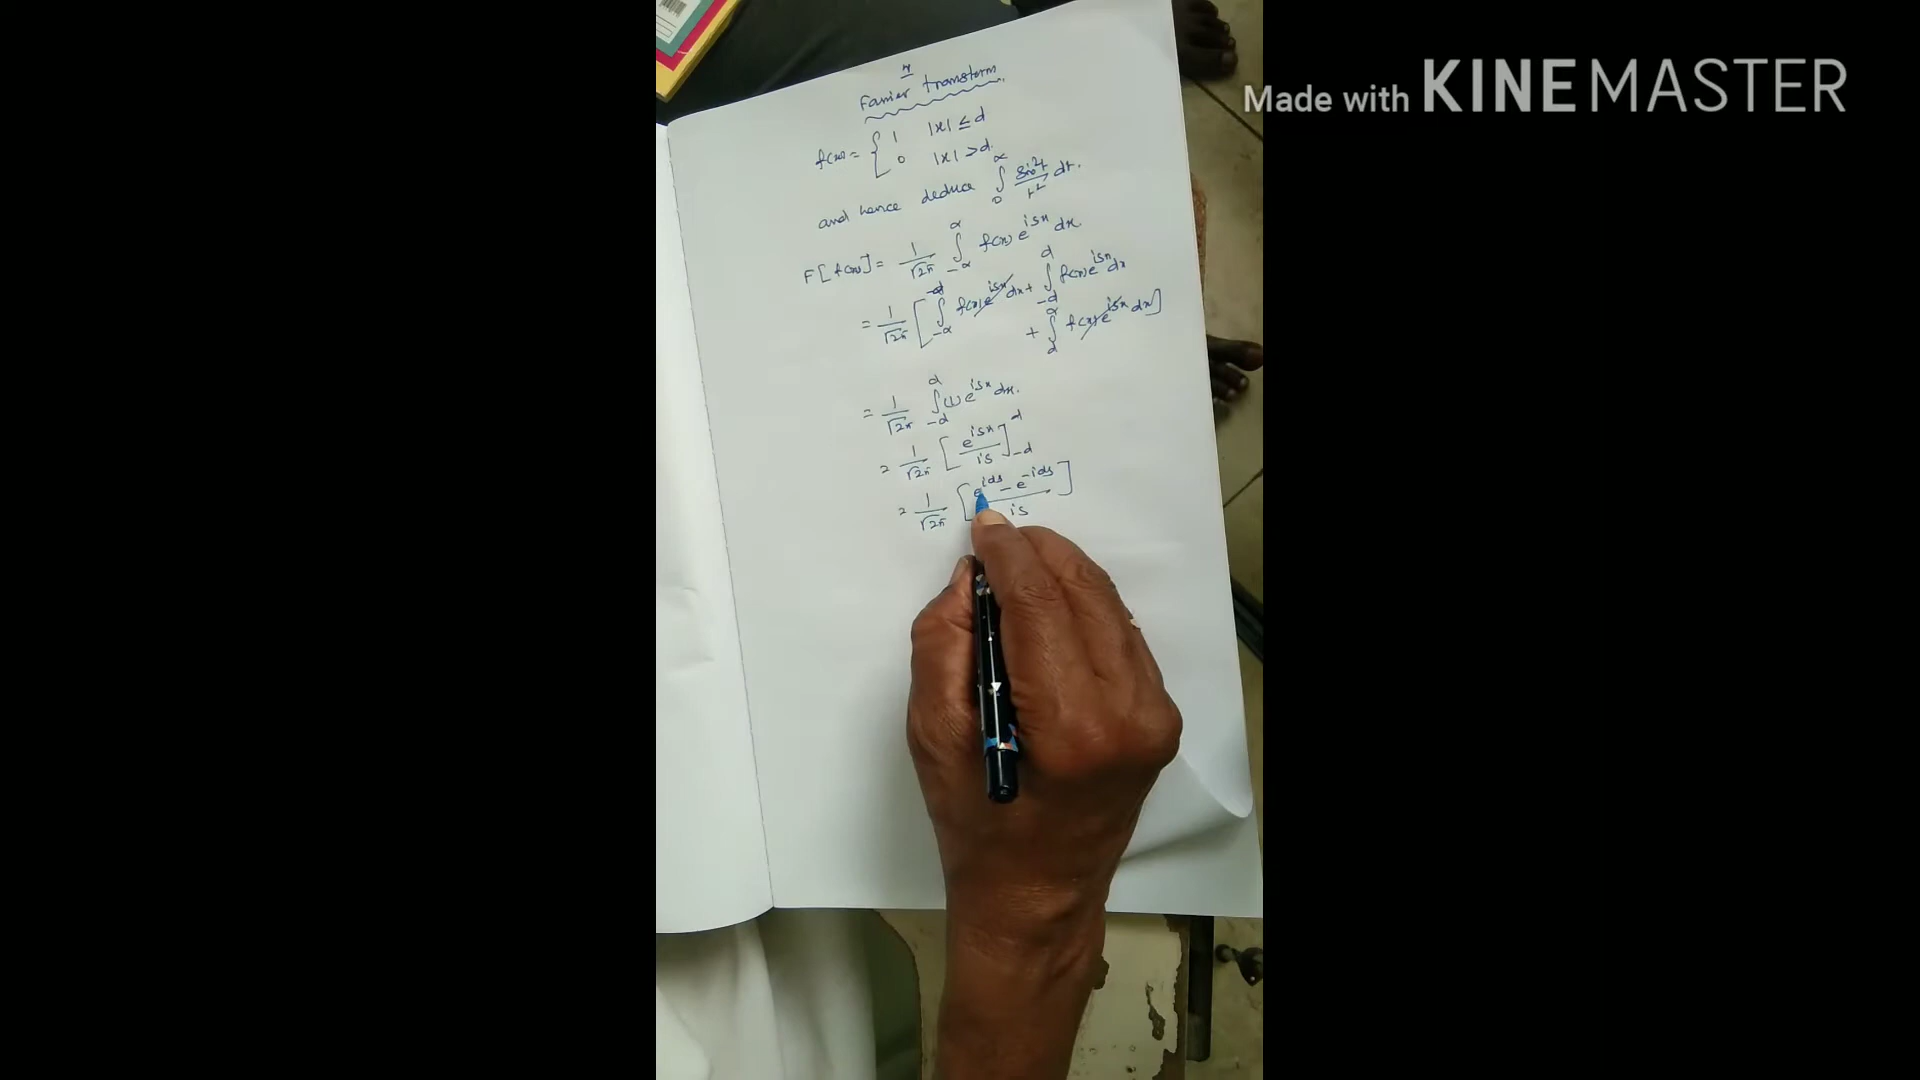 Made with KINEMASTER
Fourier transform.
f(x) = { 1 |x| ≤ d
0 |x| > d.
and hence deduce ∫₀^∝ sin²t/t² dt.
F[f(x)] = 1/√2π ∫_-∝^∝ f(x) e^isx dx.
= 1/√2π [ ∫_-∝^-d f(x) e^isx dx + ∫_-d^d f(x) e^isx dx
+ ∫_d^∝ f(x) e^isx dx ]
= 1/√2π ∫_-d^d (1) e^isx dx.
= 1/√2π [ e^isx / is ]_-d^d
= 1/√2π [ e^ids - e^-ids / is ]